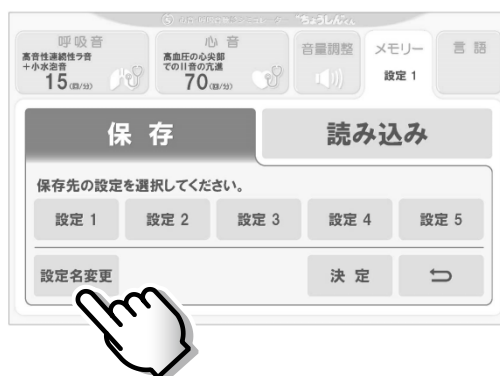 "ちょうしんくん"
呼吸音
高音性連続性ラ音
+小水泡音
15(回/分)
心 音
高血圧の心尖部
でのII音の亢進
70(回/分)
音量調整
メモリー
設定 1
言 語
保 存
読み込み
保存先の設定を選択してください。
設定 1
設定 2
設定 3
設定 4
設定 5
設定名変更
決 定